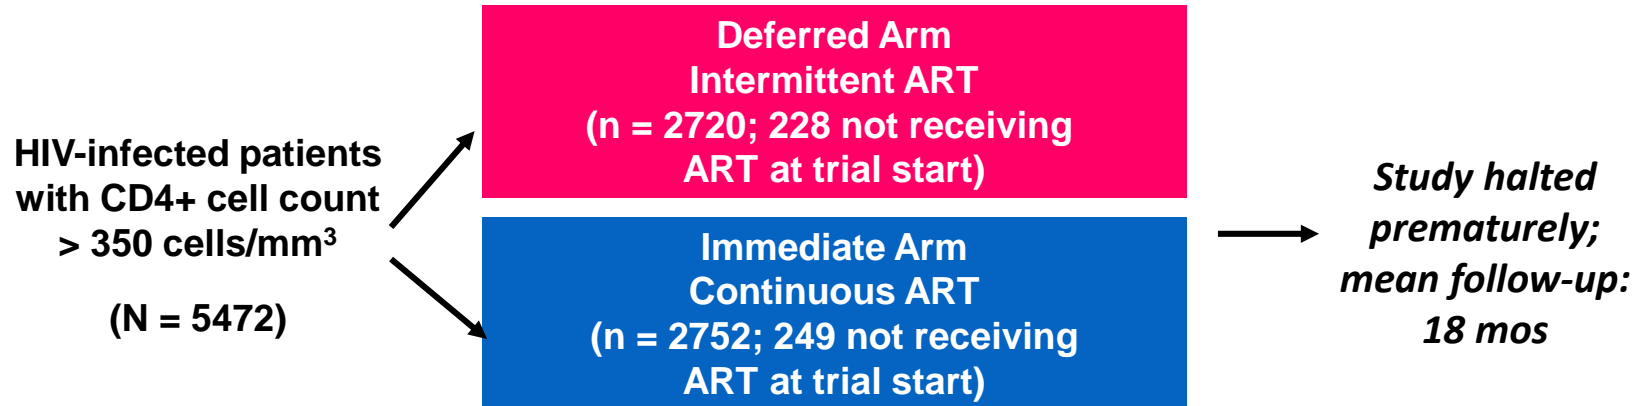 HIV-infected patients
with CD4+ cell count
> 350 cells/mm³
(N = 5472)
Deferred Arm
Intermittent ART
(n = 2720; 228 not receiving
ART at trial start)
Immediate Arm
Continuous ART
(n = 2752; 249 not receiving
ART at trial start)
Study halted
prematurely;
mean follow-up:
18 mos